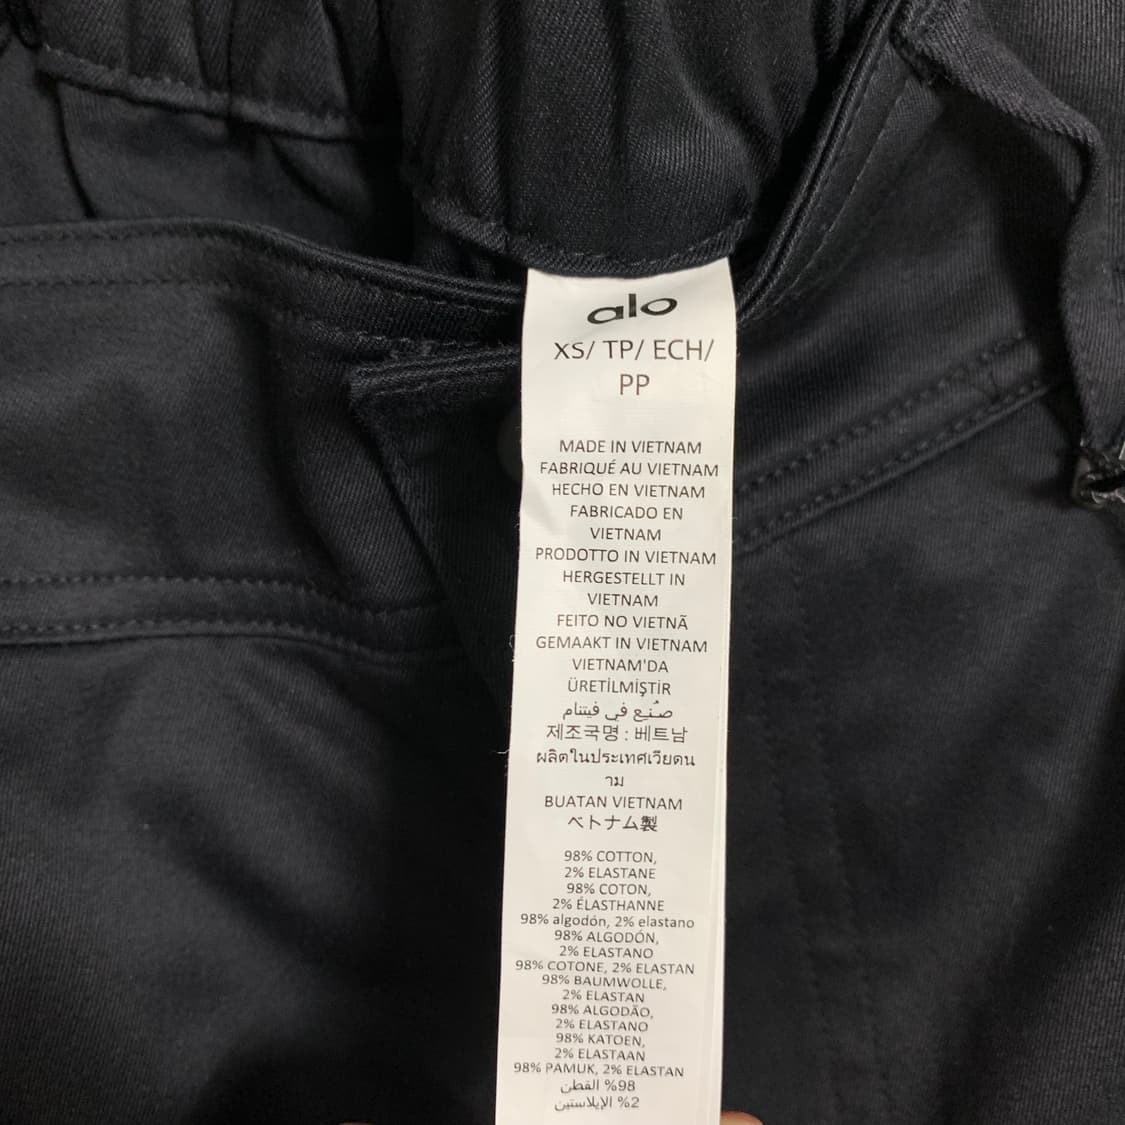 alo
XS/ TP/ ECH/
PP
MADE IN VIETNAM
FABRIQUÉ AU VIETNAM
HECHO EN VIETNAM
FABRICADO EN
VIETNAM
PRODOTTO IN VIETNAM
HERGESTELLT IN
VIETNAM
FEITO NO VIETNÃ
GEMAAKT IN VIETNAM
VIETNAM'DA
ÜRETİLMİŞTİR
صُنع في فيتنام
제조국명 : 베트남
ผลิตในประเทศเวียดน
าม
BUATAN VIETNAM
ベトナム製
98% COTTON,
2% ELASTANE
98% COTON,
2% ÉLASTHANNE
98% algodón, 2% elastano
98% ALGODÓN,
2% ELASTANO
98% COTONE, 2% ELASTAN
98% BAUMWOLLE,
2% ELASTAN
98% ALGODÃO,
2% ELASTANO
98% KATOEN,
2% ELASTAAN
98% PAMUK, 2% ELASTAN
98% القطن
2% الإيلاستين